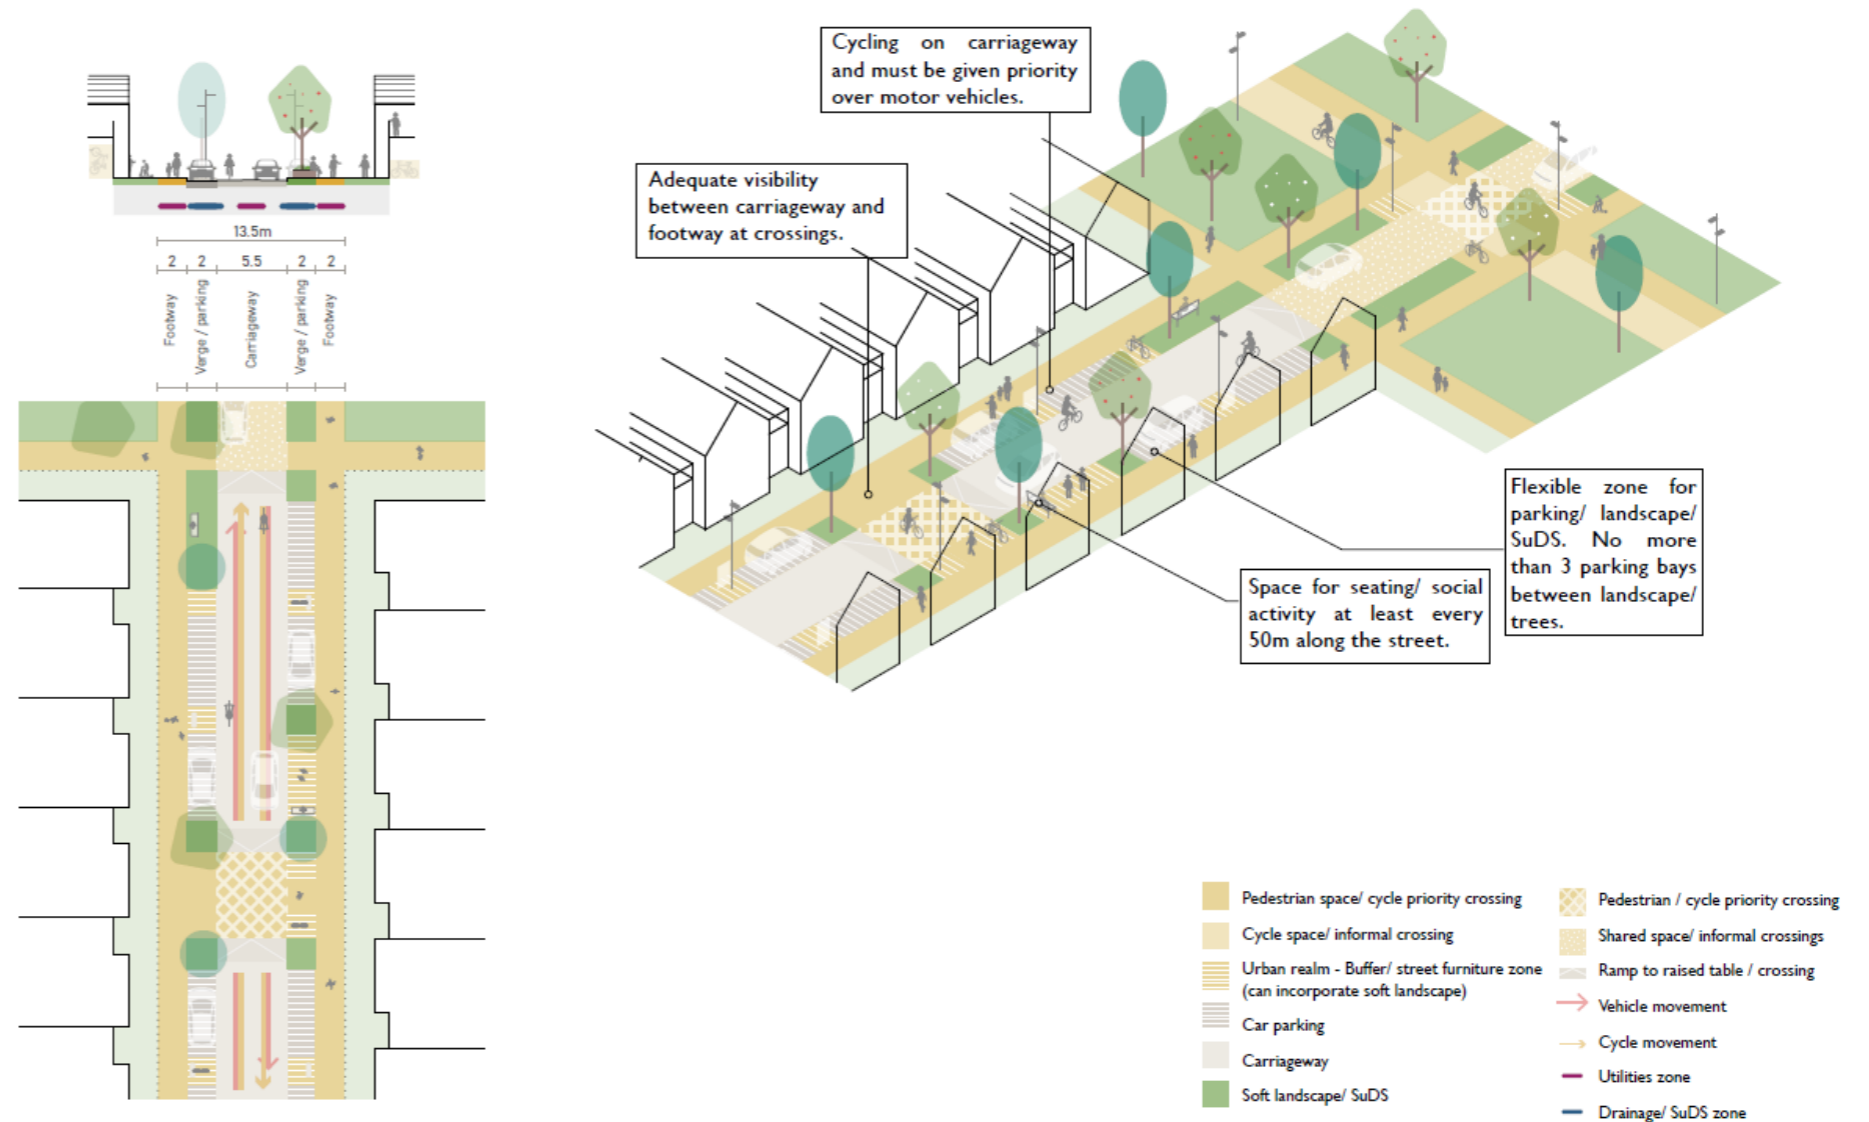 Cycling on carriageway
and must be given priority
over motor vehicles.
Adequate visibility
between carriageway and
footway at crossings.
13.5m
2 2 5.5 2 2
Footway
Verge / parking
Carriageway
Verge / parking
Footway
Flexible zone for
parking/ landscape/
SuDS. No more
than 3 parking bays
between landscape/
trees.
Space for seating/ social
activity at least every
50m along the street.
Pedestrian space/ cycle priority crossing
Cycle space/ informal crossing
Urban realm - Buffer/ street furniture zone
(can incorporate soft landscape)
Car parking
Carriageway
Soft landscape/ SuDS
Pedestrian / cycle priority crossing
Shared space/ informal crossings
Ramp to raised table / crossing
Vehicle movement
Cycle movement
Utilities zone
Drainage/ SuDS zone